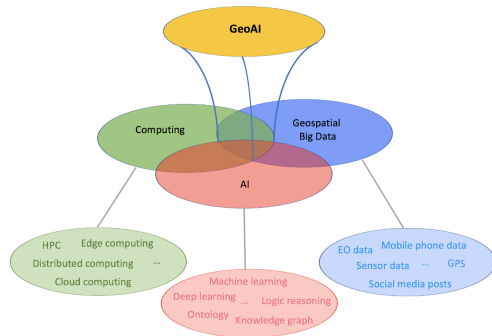 GeoAI
Computing
Geospatial
Big Data
AI
HPC Edge computing
Distributed computing ...
Cloud computing
Machine learning
Deep learning ... Logic reasoning
Ontology Knowledge graph
EO data Mobile phone data
Sensor data ... GPS
Social media posts